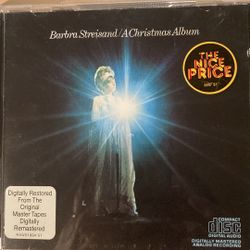 Barbra Streisand/A Christmas Album
THE
NICE
PRICE
Digitally Restored
From The
Original
Master Tapes
Digitally
Remastered
COMPACT
disc
DIGITAL AUDIO
DIGITALLY MASTERED
ANALOG RECORDING